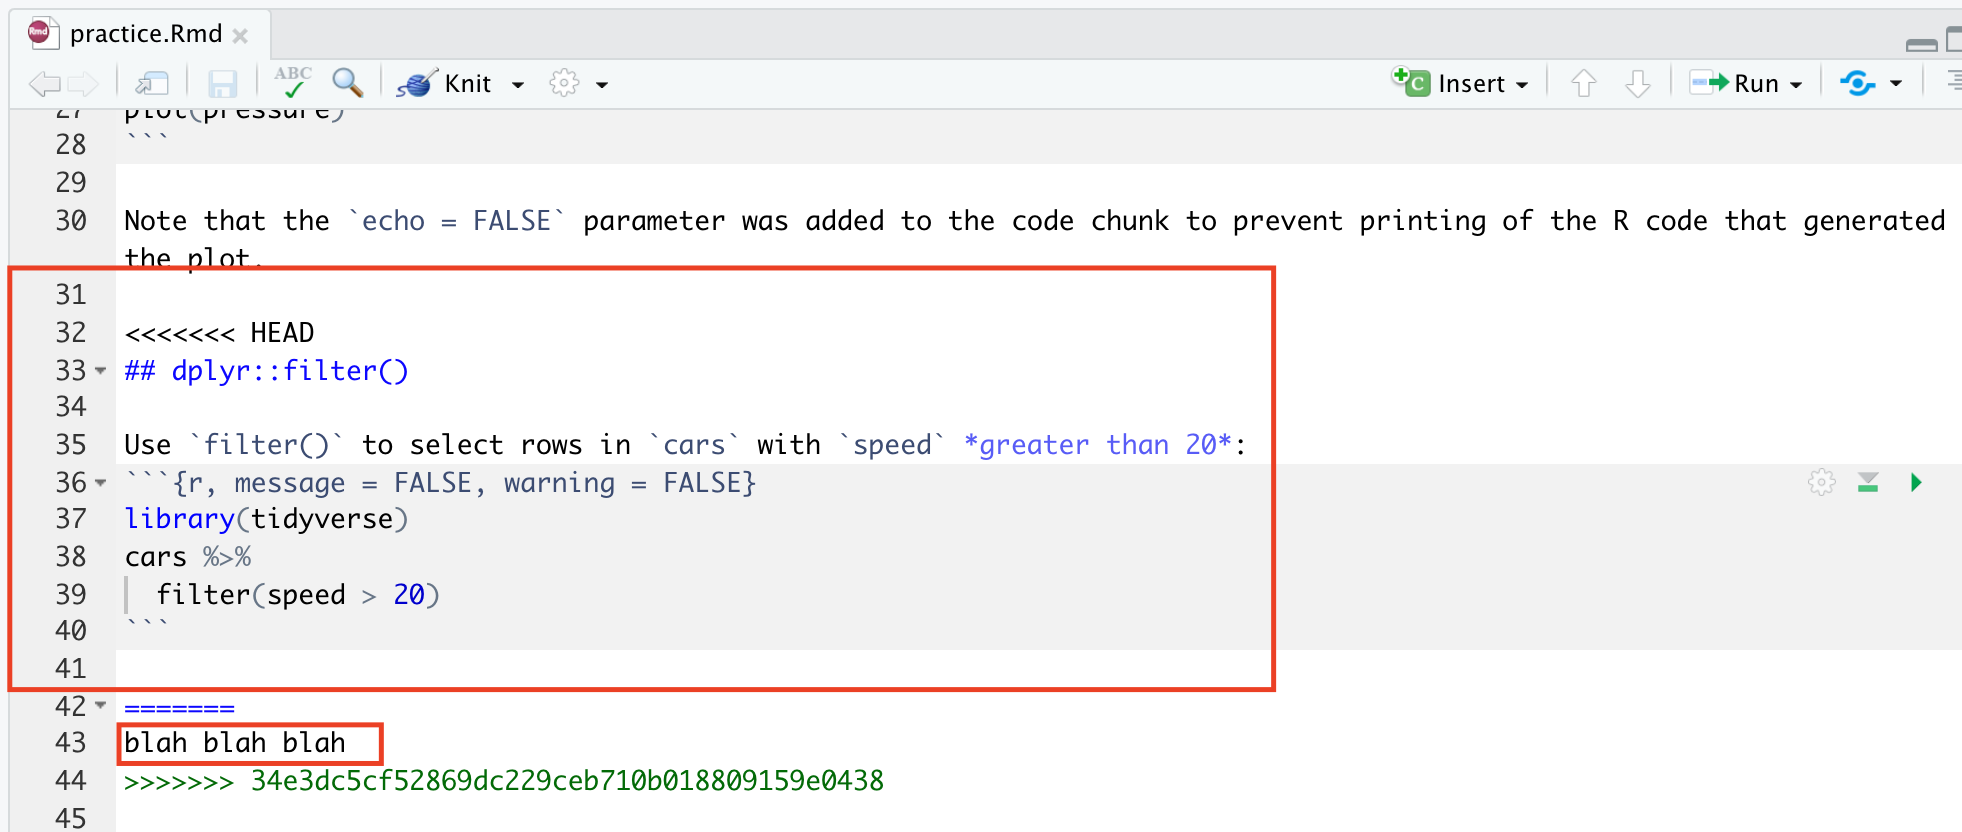 practice.Rmd
ABC Knit Insert Run
27 plot(pressure)
28 ```
29
30 Note that the `echo = FALSE` parameter was added to the code chunk to prevent printing of the R code that generated
the plot.
31
32 <<<<<<< HEAD
33 ## dplyr::filter()
34
35 Use `filter()` to select rows in `cars` with `speed` *greater than 20*:
36 ```{r, message = FALSE, warning = FALSE}
37 library(tidyverse)
38 cars %>%
39   filter(speed > 20)
40 ```
41
42 =======
43 blah blah blah
44 >>>>>>> 34e3dc5cf52869dc229ceb710b018809159e0438
45